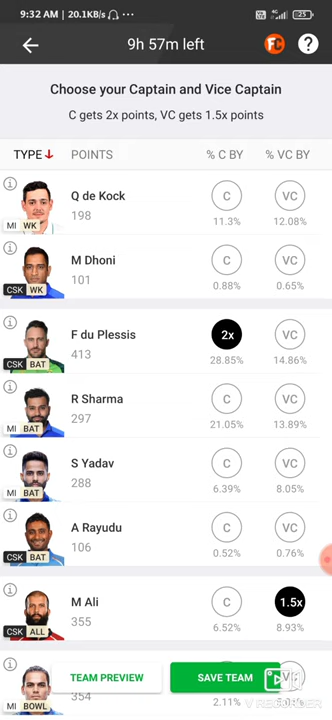 9:32 AM | 20.1KB/s ... 4G 25
9h 57m left
FC ?
Choose your Captain and Vice Captain
C gets 2x points, VC gets 1.5x points
TYPE POINTS % C BY % VC BY
Q de Kock
198
C 11.3%
VC 12.08%
MI WK
M Dhoni
101
C 0.88%
VC 0.65%
CSK WK
F du Plessis
413
2x 28.85%
VC 14.86%
CSK BAT
R Sharma
297
C 21.05%
VC 13.89%
MI BAT
S Yadav
288
C 6.39%
VC 8.05%
MI BAT
A Rayudu
106
C 0.52%
VC 0.76%
CSK BAT
M Ali
355
C 6.52%
1.5x 8.93%
CSK ALL
TEAM PREVIEW
SAVE TEAM
354
2.11%
MI BOWL
V RECORDER